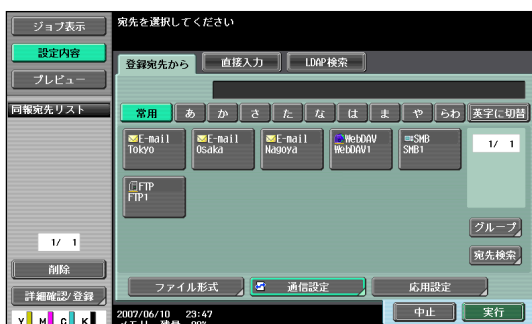 ジョブ表示
設定内容
プレビュー
同報宛先リスト
1/ 1
削除
詳細確認/登録
Y M C K
宛先を選択してください
登録宛先から 直接入力 LDAP検索
常用 あ か さ た な は ま や らわ 英字に切替
E-mail
Tokyo
E-mail
Osaka
E-mail
Nagoya
WebDAV
WebDAV1
SMB
SMB1
1/ 1
FTP
FTP1
グループ
宛先検索
ファイル形式 通信設定 応用設定
2007/06/10 23:47
メモリ 残量 99%
中止 実行